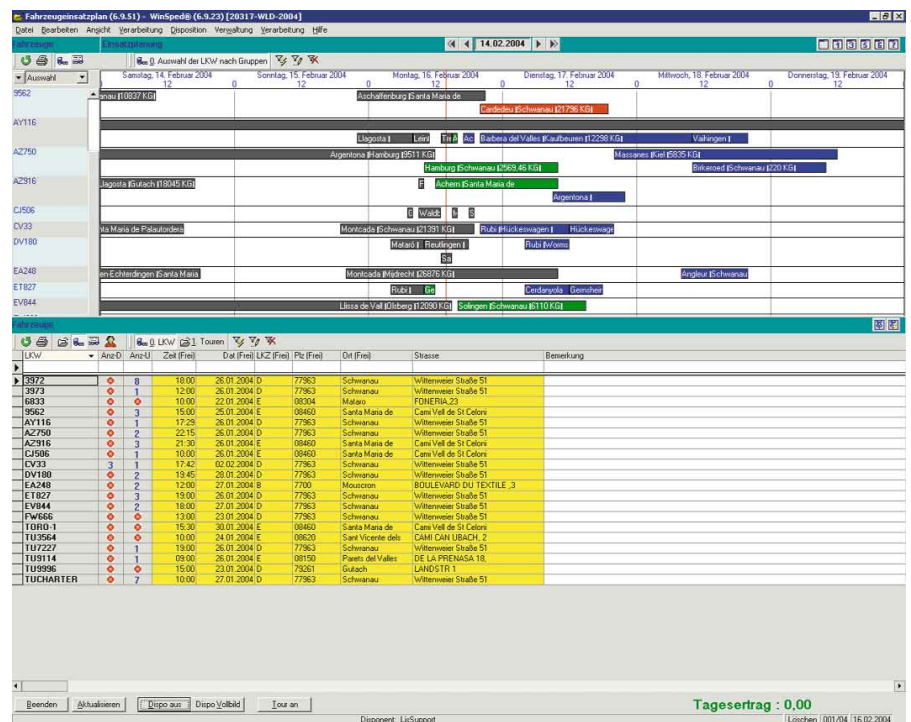 Fahrzeugeinsatzplan (6.9.51) - WinSped® (6.9.23) [20317-WLD-2004]
Datei Bearbeiten Ansicht Verarbeitung Disposition Verwaltung Verarbeitung Hilfe
Fahrzeuge Einsatzplanung 14.02.2004
0. Auswahl der LKW nach Gruppen
Auswahl Samstag, 14. Februar 2004 Sonntag, 15. Februar 2004 Montag, 16. Februar 2004 Dienstag, 17. Februar 2004 Mittwoch, 18. Februar 2004 Donnerstag, 19. Februar 2004
12 0 12 0 12 0 12 0 12 0 12
9562 anau |10837 KG| Aschaffenburg |Santa Maria de
Cardedeu |Schwanau |21796 KG|
AY116
Llagosta | Leint A Ac Barbera del Valles |Kaufbeuren |12298 KG| Vaihingen |
AZ750 Argentona |Hamburg |9511 KG| Massanes |Kiel |5835 KG|
Hamburg |Schwanau |2569,46 KG| Birkeroed |Schwanau |220 KG|
AZ916 Llagosta |Gutach |18045 KG| F Achern |Santa Maria de
Argentona |
CJ506 Waldt S
CV33 nta Maria de Palautordera Montcada |Schwanau |21391 KG| Rubi |Hückeswagen | Hückeswage
DV180 Mataró | Reutlingen | Rubi |Worms
Sa
EA248 en-Echterdingen |Santa Maria Montcada |Mijdrecht |26876 KG| Angleur |Schwanau
ET827 Rubi | Ge Cerdanyola Gernsheir
EV844 Llissa de Vall |Olsberg |12090 KG| Solingen |Schwanau |6110 KG|
Fahrzeuge
0 LKW 1 Touren
LKW Anz-D Anz-U Zeit (Frei) Dat (Frei) LKZ (Frei) Plz (Frei) Ort (Frei) Strasse Bemerkung
3972 8 18:00 26.01.2004 D 77963 Schwanau Wittenweier Straße 51
3973 1 12:00 26.01.2004 D 77963 Schwanau Wittenweier Straße 51
6833 10:00 22.01.2004 E 08304 Mataro FONERIA,23
9562 3 15:00 25.01.2004 E 08460 Santa Maria de Cami Vell de St Celoni
AY116 1 17:29 26.01.2004 D 77963 Schwanau Wittenweier Straße 51
AZ750 2 22:15 26.01.2004 D 77963 Schwanau Wittenweier Straße 51
AZ916 3 21:30 26.01.2004 E 08460 Santa Maria de Cami Vell de St Celoni
CJ506 1 10:00 26.01.2004 E 08460 Santa Maria de Cami Vell de St Celoni
CV33 3 1 17:42 02.02.2004 D 77963 Schwanau Wittenweier Straße 51
DV180 2 19:45 28.01.2004 D 77963 Schwanau Wittenweier Straße 51
EA248 2 12:00 27.01.2004 B 7700 Mouscron BOULEVARD DU TEXTILE ,3
ET827 3 19:00 26.01.2004 D 77963 Schwanau Wittenweier Straße 51
EV844 2 18:00 27.01.2004 D 77963 Schwanau Wittenweier Straße 51
FW666 13:00 23.01.2004 D 77963 Schwanau Wittenweier Straße 51
TORO-1 15:30 30.01.2004 E 08460 Santa Maria de Cami Vell de St Celoni
TU3564 10:00 24.01.2004 E 08620 Sant Vicente dels CAMI CAN UBACH, 2
TU7227 1 19:00 26.01.2004 D 77963 Schwanau Wittenweier Straße 51
TU9114 1 09:00 26.01.2004 E 08150 Parets del Valles DE LA PRENASA 18,
TU9996 15:00 23.01.2004 D 79261 Gutach LANDSTR 1
TUCHARTER 7 10:00 27.01.2004 D 77963 Schwanau Wittenweier Straße 51
Beenden Aktualisieren Dispo aus Dispo Vollbild Tour an Tagesertrag : 0,00
Disponent: LisSupport Löschen 001/04 16.02.2004